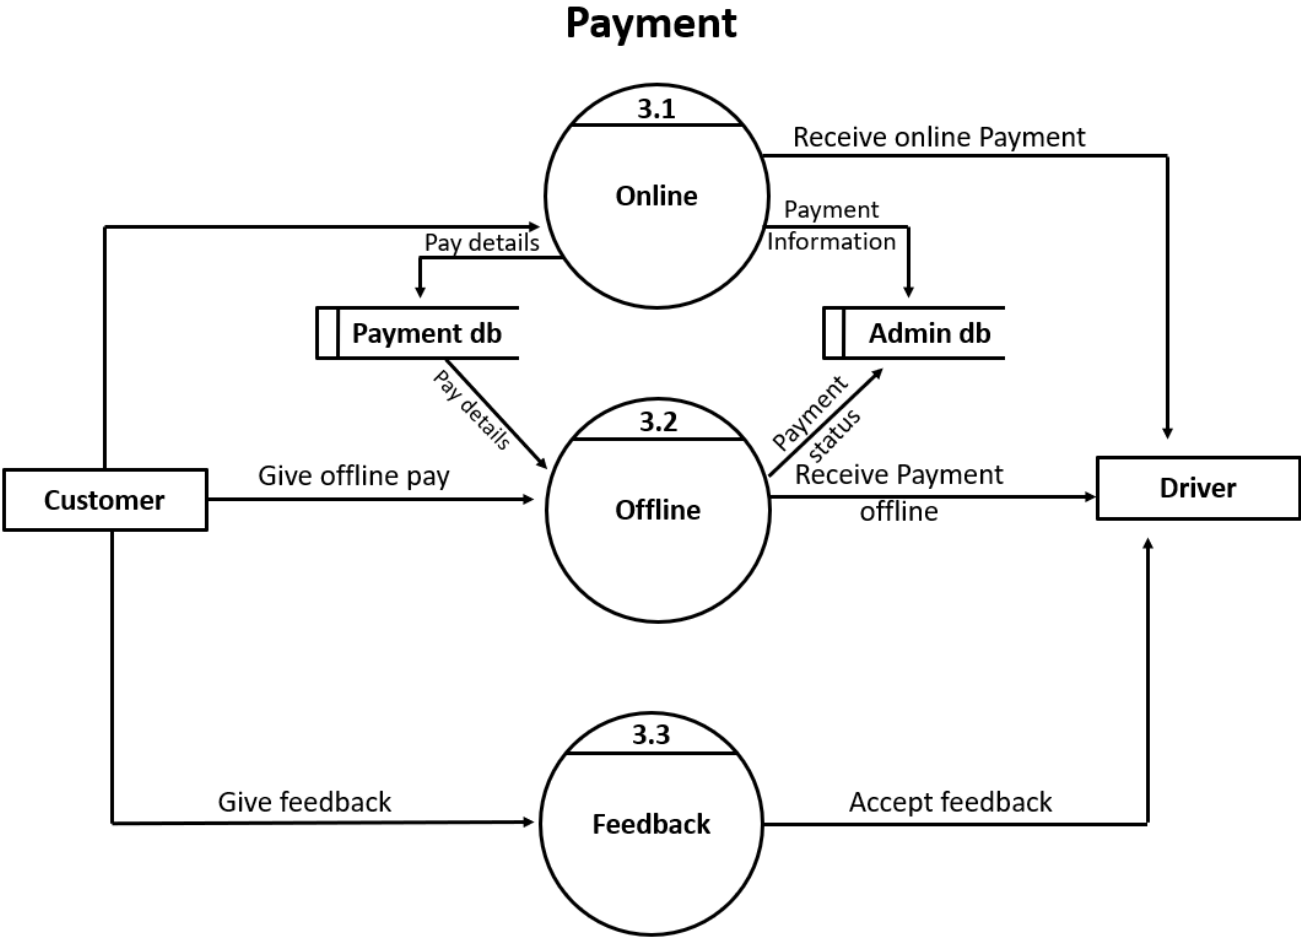 Payment
3.1
Online
Receive online Payment
Payment
Information
Pay details
Payment db
Admin db
Pay details
Payment
status
3.2
Offline
Customer
Give offline pay
Receive Payment
offline
Driver
3.3
Feedback
Give feedback
Accept feedback